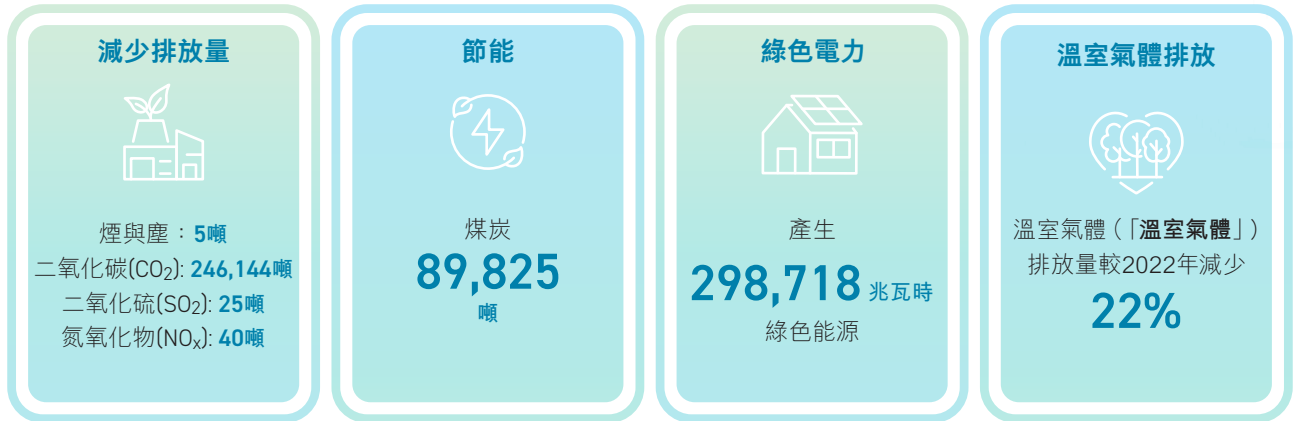 減少排放量
煙與塵：5噸
二氧化碳(CO2): 246,144噸
二氧化硫(SO2): 25噸
氮氧化物(NOx): 40噸
節能
煤炭
89,825
噸
綠色電力
產生
298,718 兆瓦時
綠色能源
溫室氣體排放
溫室氣體（「溫室氣體」）
排放量較2022年減少
22%